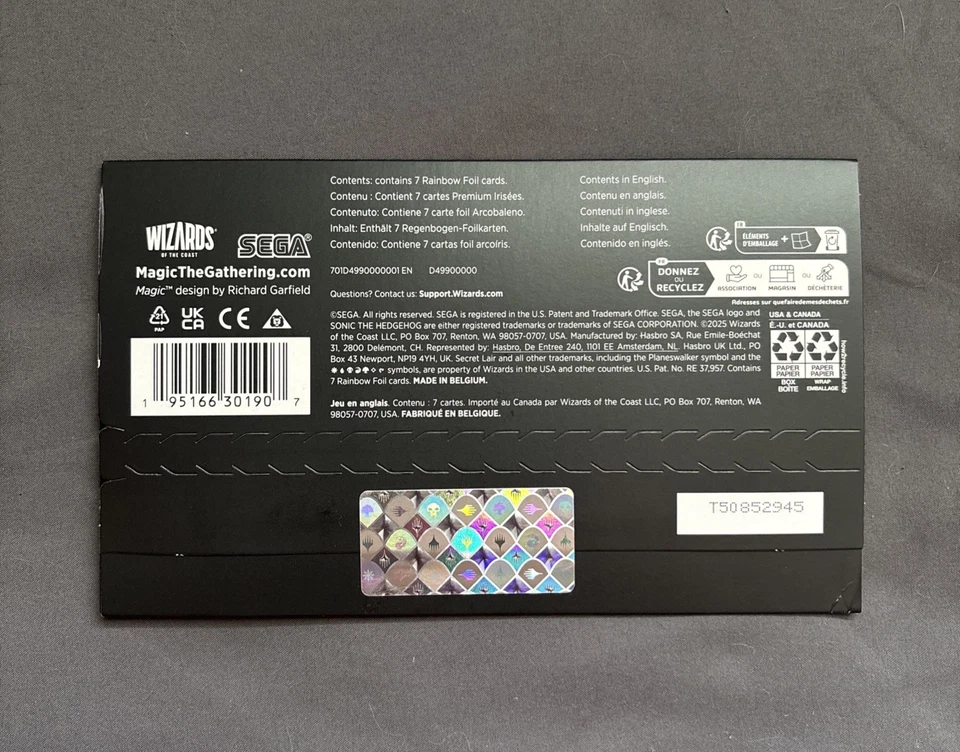 Contents: contains 7 Rainbow Foil cards.
Contenu : Contient 7 cartes Premium Irisées.
Contenuto: Contiene 7 carte foil Arcobaleno.
Inhalt: Enthält 7 Regenbogen-Foilkarten.
Contenido: Contiene 7 cartas foil arcoíris.
Contents in English.
Contenu en anglais.
Contenuti in inglese.
Inhalte auf Englisch.
Contenido en inglés.
WIZARDS
OF THE COAST
SEGA®
MagicTheGathering.com
Magic™ design by Richard Garfield
PAP
UK
CA
CE
1 95166 30190 7
701D4990000001 EN D49900000
Questions? Contact us: Support.Wizards.com
FR
ÉLÉMENTS
D'EMBALLAGE
+
FR
DONNEZ
OU
RECYCLEZ
ASSOCIATION
OU
MAGASIN
OU
DÉCHÈTERIE
Adresses sur quefairedemesdechets.fr
©SEGA. All rights reserved. SEGA is registered in the U.S. Patent and Trademark Office. SEGA, the SEGA logo and
SONIC THE HEDGEHOG are either registered trademarks or trademarks of SEGA CORPORATION. ©2025 Wizards
of the Coast LLC, PO Box 707, Renton, WA 98057-0707, USA. Manufactured by: Hasbro SA, Rue Emile-Boéchat
31, 2800 Delémont, CH. Represented by: Hasbro, De Entree 240, 1101 EE Amsterdam, NL. Hasbro UK Ltd., PO
Box 43 Newport, NP19 4YH, UK. Secret Lair and all other trademarks, including the Planeswalker symbol and the
symbols, are property of Wizards in the USA and other countries. U.S. Pat. No. RE 37,957. Contains
7 Rainbow Foil cards. MADE IN BELGIUM.
Jeu en anglais. Contenu : 7 cartes. Importé au Canada par Wizards of the Coast LLC, PO Box 707, Renton, WA
98057-0707, USA. FABRIQUÉ EN BELGIQUE.
USA & CANADA
É.-U. et CANADA
PAPER
PAPIER
BOX
BOÎTE
PAPER
PAPIER
WRAP
EMBALLAGE
how2recycle.info
T50852945